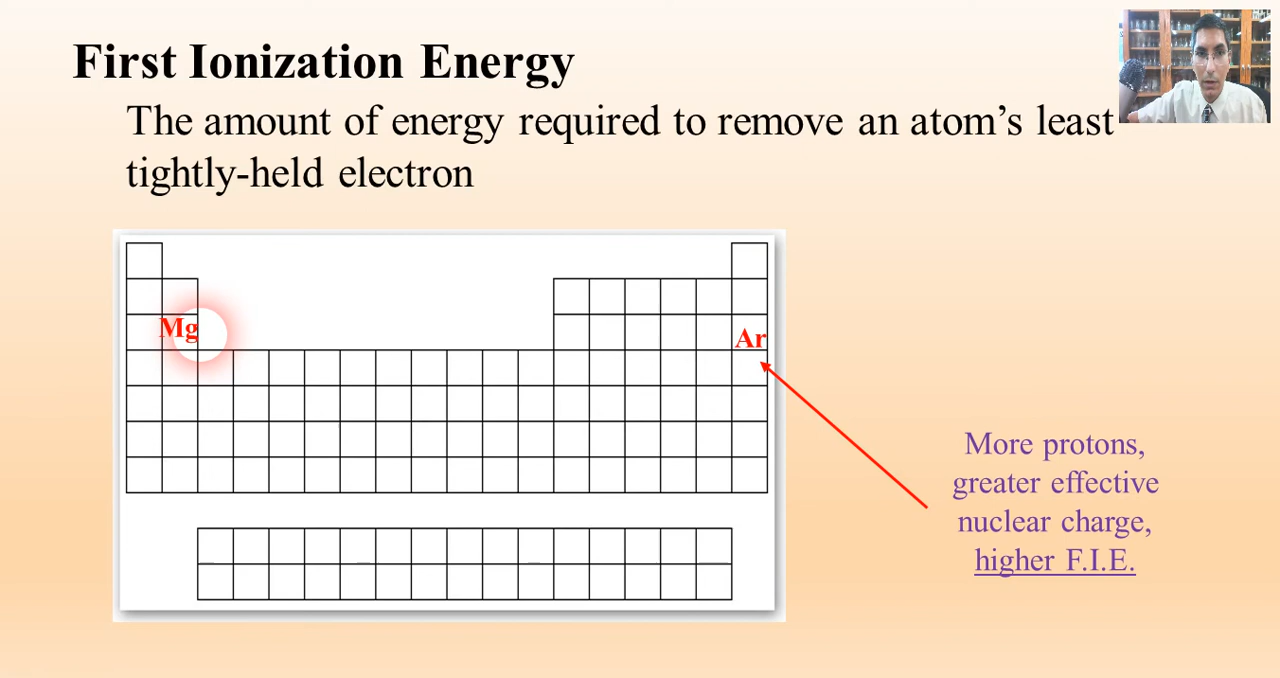 First Ionization Energy
The amount of energy required to remove an atom’s least
tightly-held electron
Mg
Ar
More protons,
greater effective
nuclear charge,
higher F.I.E.